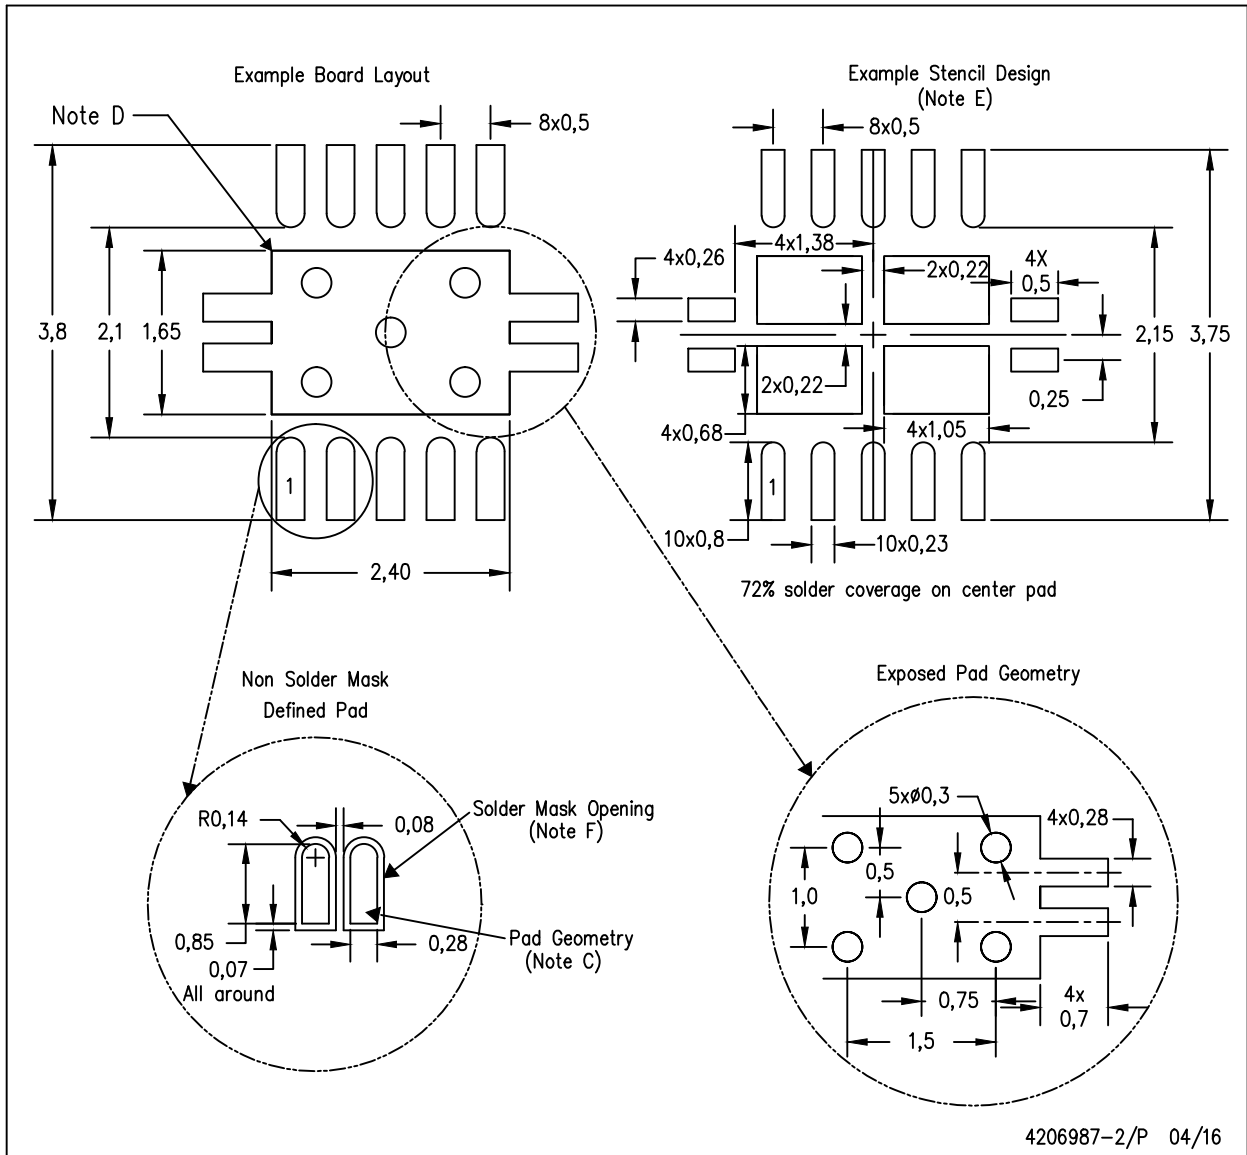 Example Board Layout
Note D
8x0,5
3,8
2,1
1,65
1
2,40
Example Stencil Design
(Note E)
8x0,5
4x1,38
4x0,26
2x0,22
4X
0,5
2,15
3,75
2x0,22
0,25
4x0,68
4x1,05
1
10x0,8
10x0,23
72% solder coverage on center pad
Non Solder Mask
Defined Pad
R0,14
0,08
Solder Mask Opening
(Note F)
0,85
0,28
0,07
All around
Pad Geometry
(Note C)
Exposed Pad Geometry
5xø0,3
4x0,28
0,5
1,0
0,5
0,75
4x
0,7
1,5
4206987-2/P 04/16